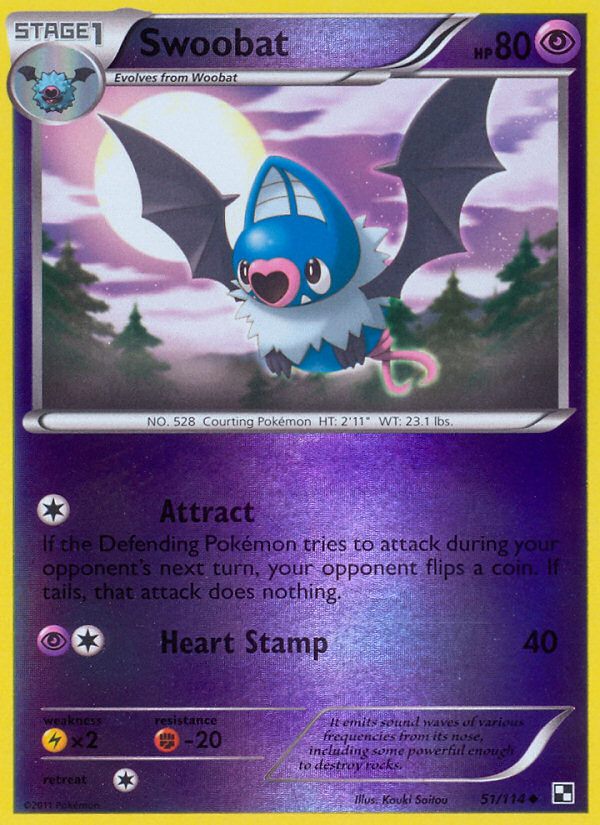 STAGE1
Swoobat
HP80
Evolves from Woobat
NO. 528 Courting Pokémon HT: 2'11" WT: 23.1 lbs.
Attract
If the Defending Pokémon tries to attack during your
opponent's next turn, your opponent flips a coin. If
tails, that attack does nothing.
Heart Stamp 40
weakness
×2
resistance
-20
retreat
It emits sound waves of various
frequencies from its nose,
including some powerful enough
to destroy rocks.
©2011 Pokémon
Illus. Kouki Saitou
51/114